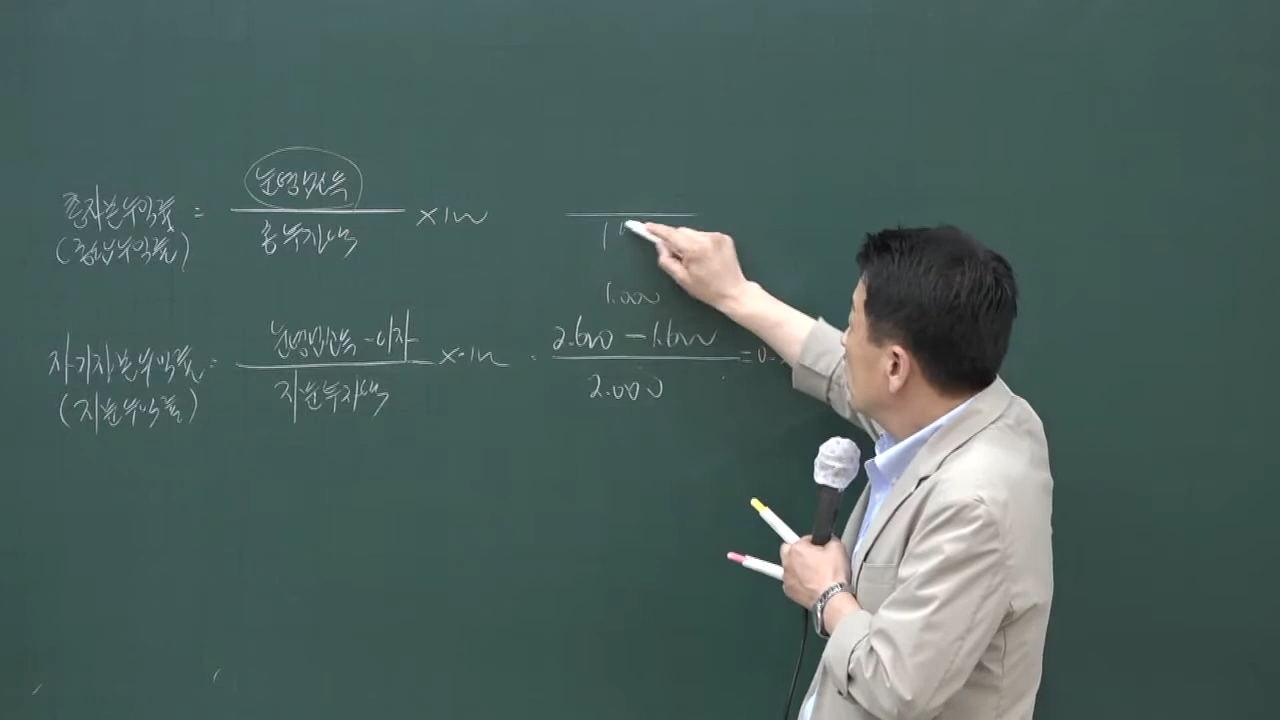 총자본수익률 = 순영업소득 / 총투자액 ×100
(종합수익률)
1.000
자기자본수익률 = 순영업소득 - 이자 / 지분투자액 ×100 . 2.600 - 1.600 / 2.000 = 0.
(지분수익률)